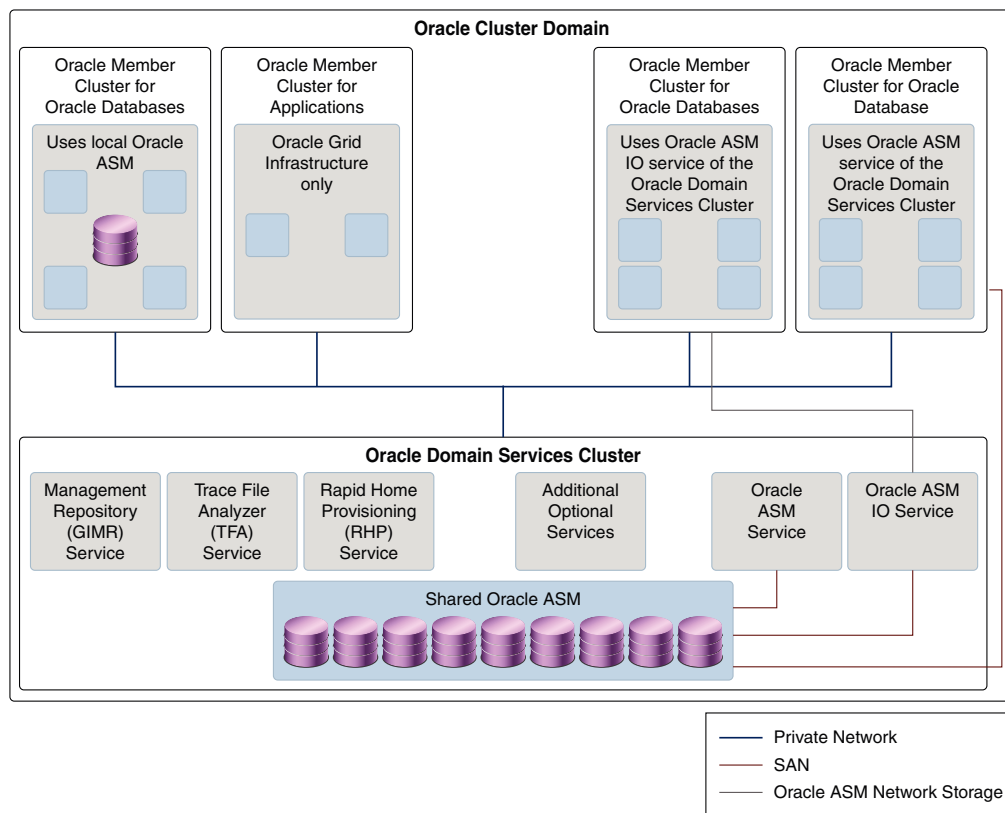 Oracle Cluster Domain
Oracle Member
Cluster for
Oracle Databases
Uses local Oracle
ASM
Oracle Member
Cluster for
Applications
Oracle Grid
Infrastructure
only
Oracle Member
Cluster for
Oracle Databases
Uses Oracle ASM
IO service of the
Oracle Domain
Services Cluster
Oracle Member
Cluster for Oracle
Database
Uses Oracle ASM
service of the
Oracle Domain
Services Cluster
Oracle Domain Services Cluster
Management
Repository
(GIMR)
Service
Trace File
Analyzer
(TFA)
Service
Rapid Home
Provisioning
(RHP)
Service
Additional
Optional
Services
Oracle
ASM
Service
Oracle ASM
IO Service
Shared Oracle ASM
Private Network
SAN
Oracle ASM Network Storage